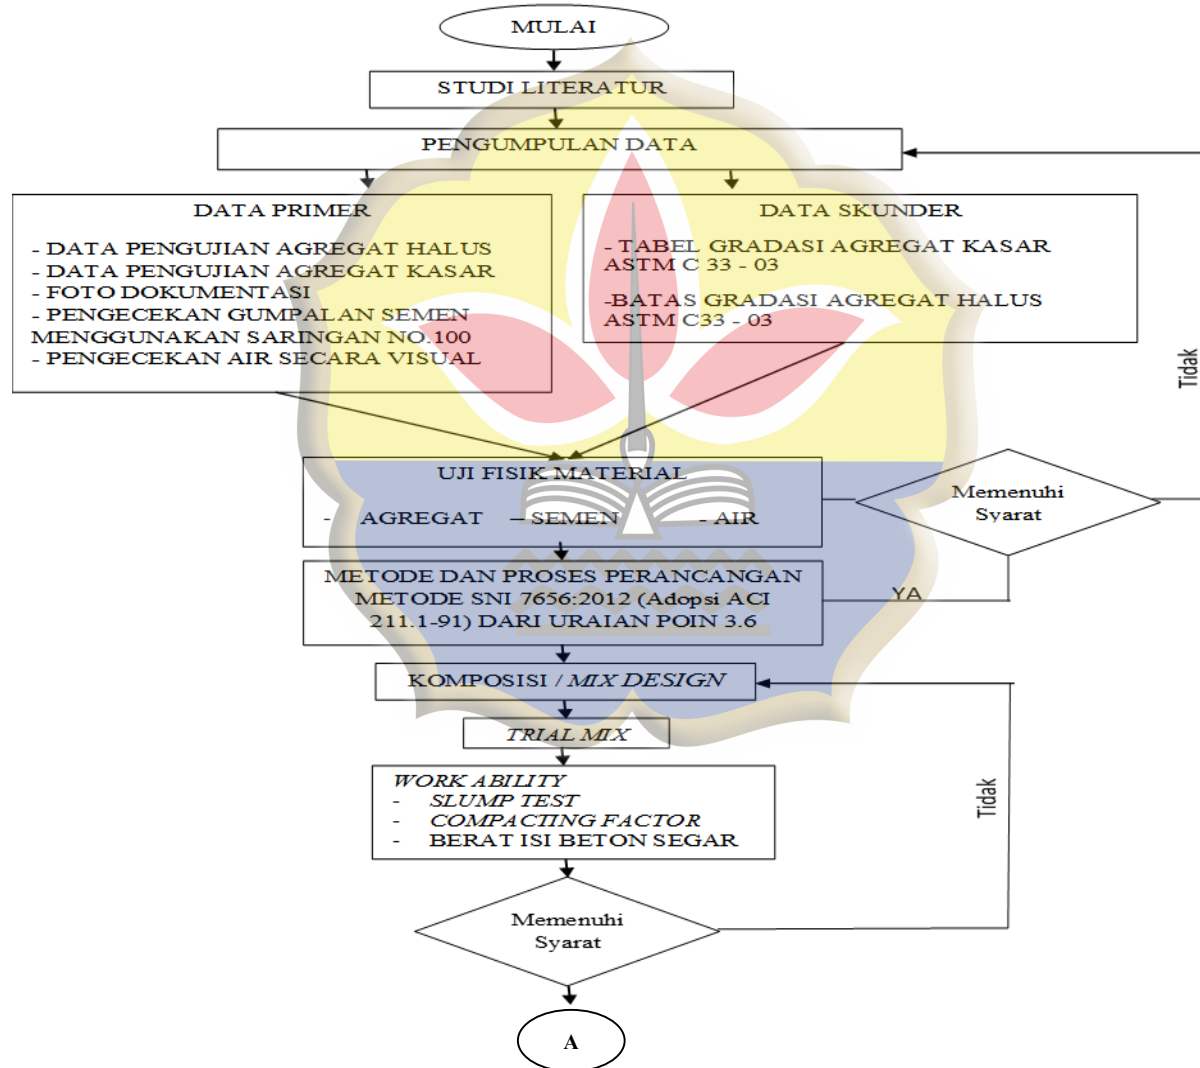 MULAI
STUDI LITERATUR
PENGUMPULAN DATA
DATA PRIMER
- DATA PENGUJIAN AGREGAT HALUS
- DATA PENGUJIAN AGREGAT KASAR
- FOTO DOKUMENTASI
- PENGECEKAN GUMPALAN SEMEN
MENGGUNAKAN SARINGAN NO.100
- PENGECEKAN AIR SECARA VISUAL
DATA SKUNDER
- TABEL GRADASI AGREGAT KASAR
ASTM C 33 - 03
-BATAS GRADASI AGREGAT HALUS
ASTM C33 - 03
Tidak
UJI FISIK MATERIAL
- AGREGAT – SEMEN - AIR
Memenuhi
Syarat
YA
METODE DAN PROSES PERANCANGAN
METODE SNI 7656:2012 (Adopsi ACI
211.1-91) DARI URAIAN POIN 3.6
KOMPOSISI / MIX DESIGN
TRIAL MIX
WORK ABILITY
- SLUMP TEST
- COMPACTING FACTOR
- BERAT ISI BETON SEGAR
Tidak
Memenuhi
Syarat
A